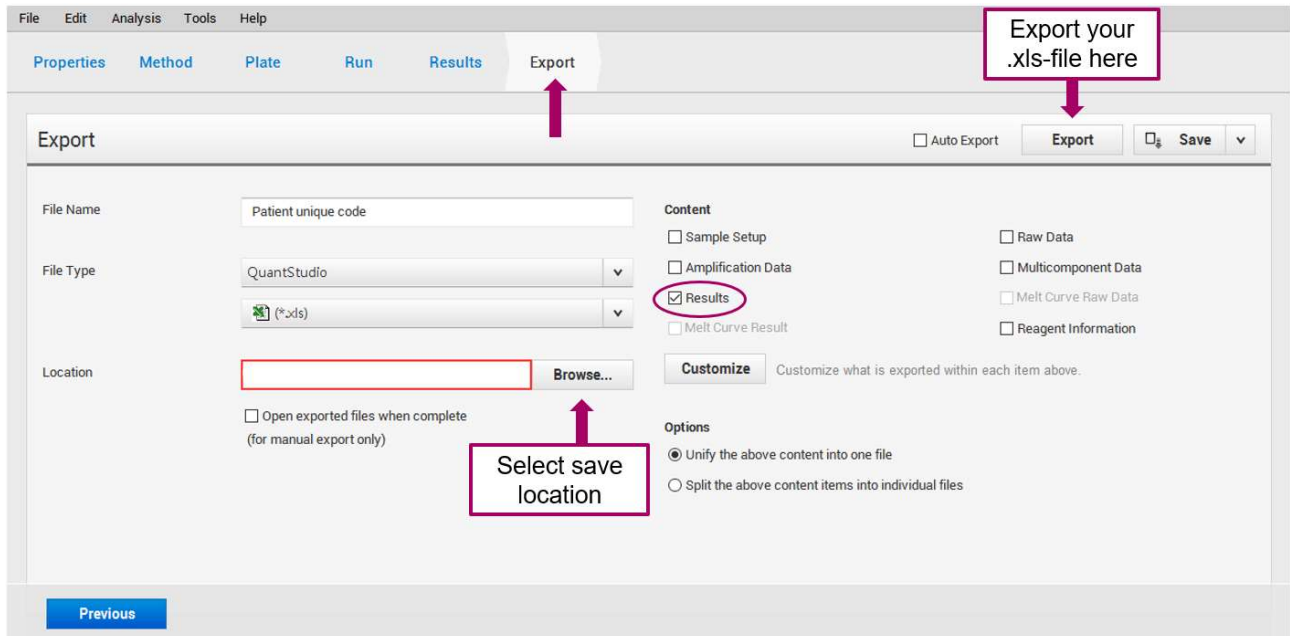 File Edit Analysis Tools Help
Export your
.xls-file here
Properties Method Plate Run Results Export
Export
Auto Export Export Save
File Name
Patient unique code
File Type
QuantStudio
(*.xls)
Location
Browse...
Open exported files when complete
(for manual export only)
Select save
location
Content
Sample Setup Raw Data
Amplification Data Multicomponent Data
Results Melt Curve Raw Data
Melt Curve Result Reagent Information
Customize Customize what is exported within each item above.
Options
Unify the above content into one file
Split the above content items into individual files
Previous